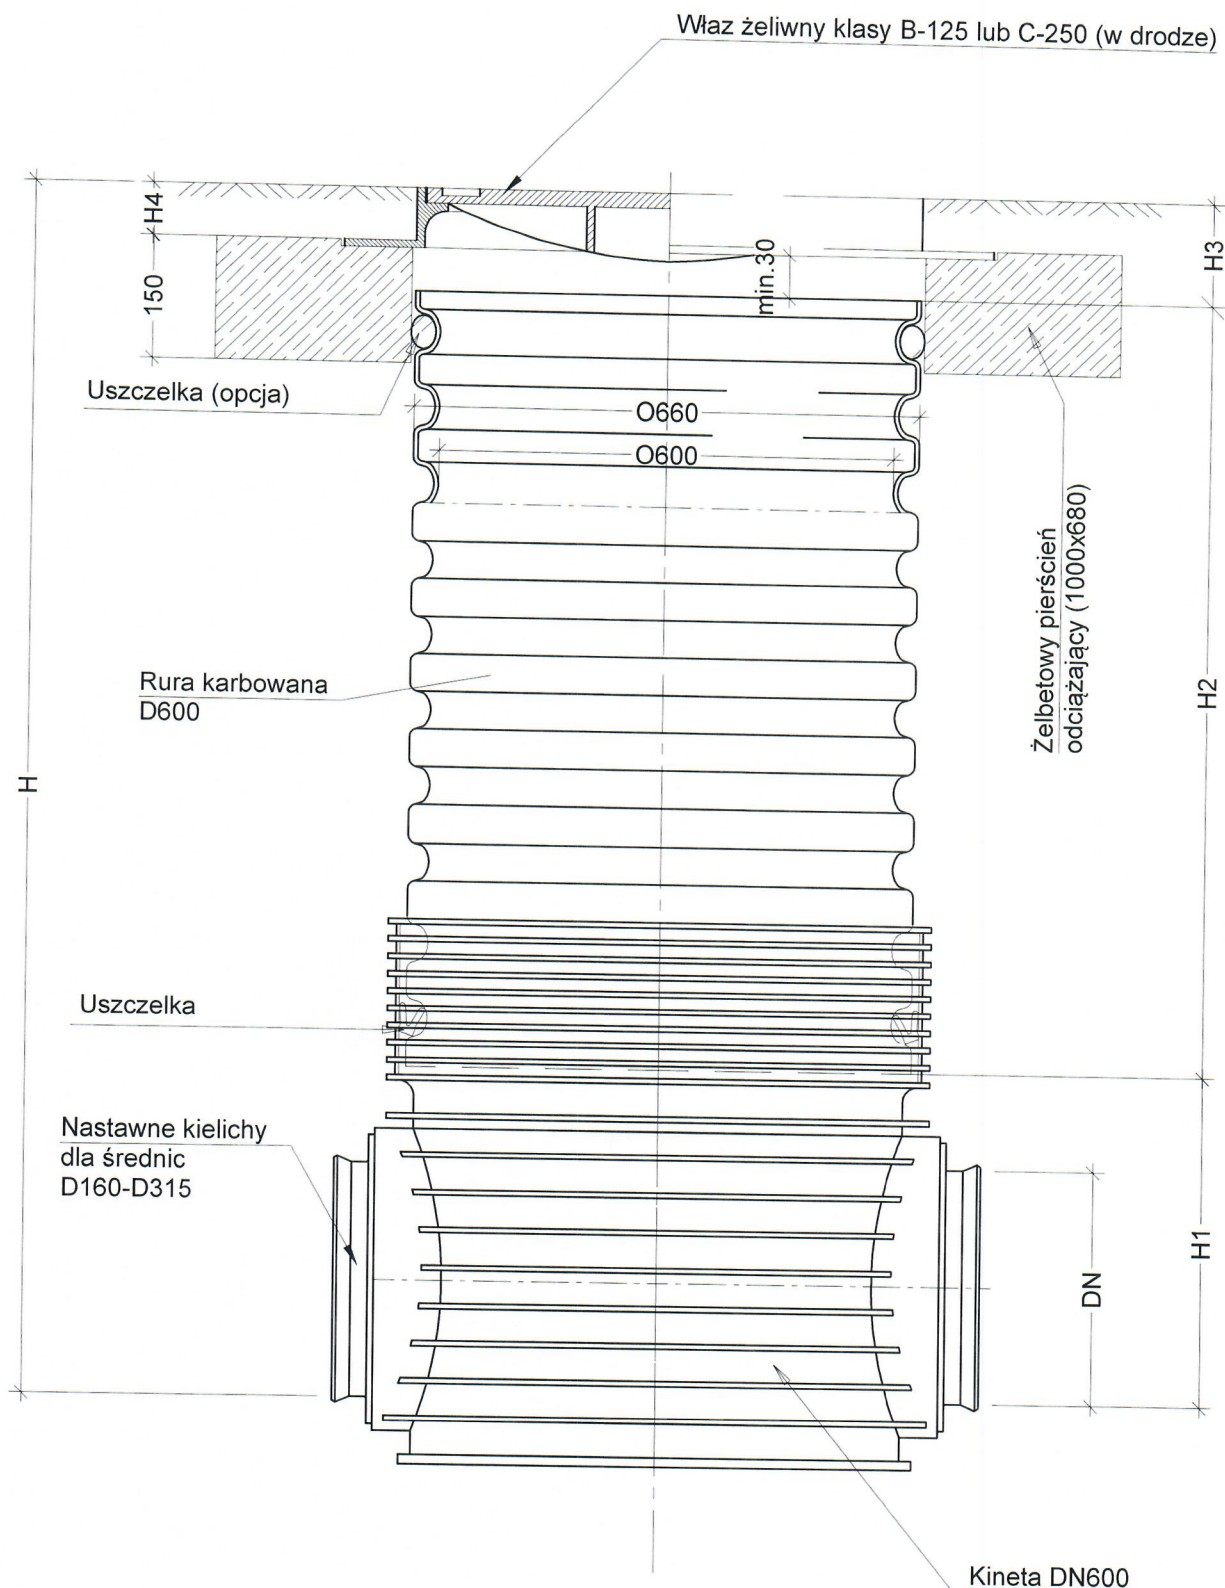 Właz żeliwny klasy B-125 lub C-250 (w drodze)
H4
150
min.30
H3
Uszczelka (opcja)
O660
O600
Żelbetowy pierścień
odciążający (1000x680)
Rura karbowana
D600
H2
H
Uszczelka
Nastawne kielichy
dla średnic
D160-D315
DN
H1
Kineta DN600